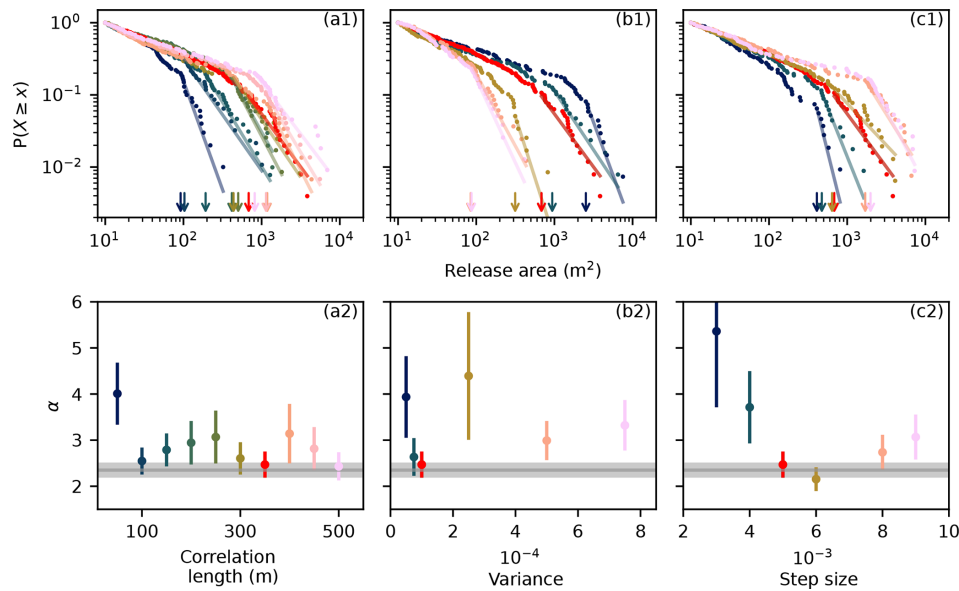 (a1)
(b1)
(c1)
10⁰
10⁻¹
10⁻²
P(X ≥ x)
10¹ 10² 10³ 10⁴
10¹ 10² 10³ 10⁴
10¹ 10² 10³ 10⁴
Release area (m²)
(a2)
(b2)
(c2)
6
5
4
3
2
α
100 300 500
0 2 4 6 8
2 4 6 8 10
Correlation
length (m)
10⁻⁴
Variance
10⁻³
Step size